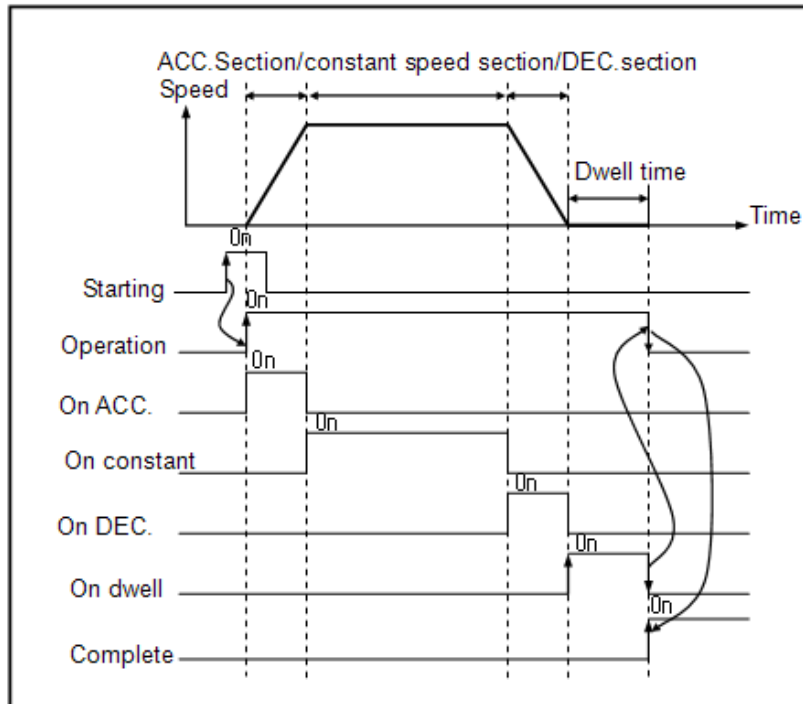 ACC.Section/constant speed section/DEC.section
Speed
Dwell time
Time
On
Starting
On
Operation
On
On ACC.
On
On constant
On
On DEC.
On
On dwell
On
Complete